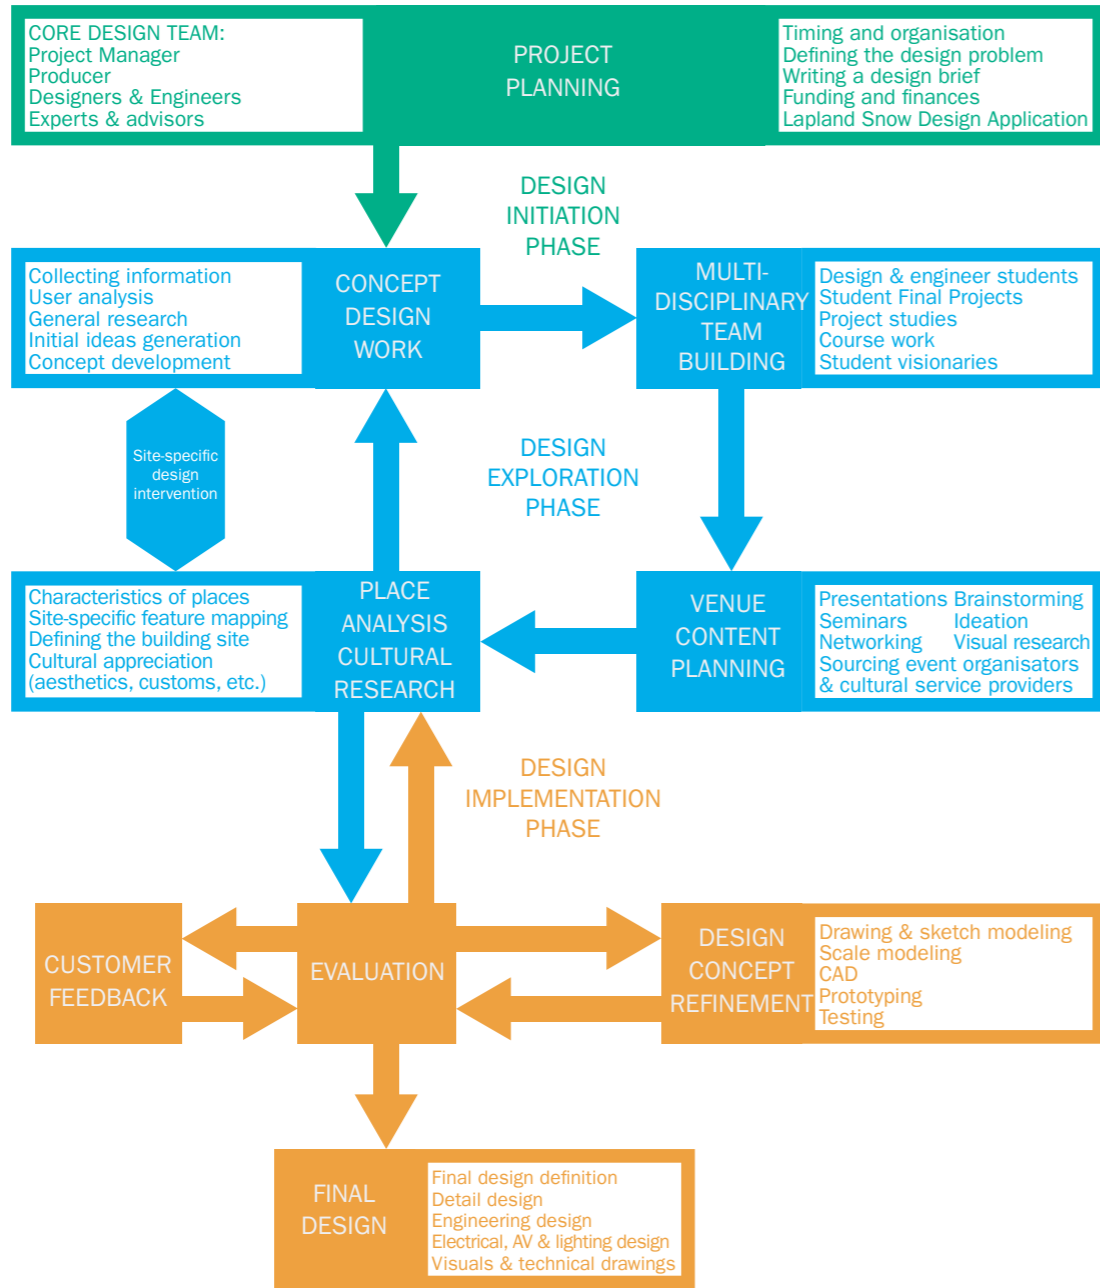 CORE DESIGN TEAM:
Project Manager
Producer
Designers & Engineers
Experts & advisors
PROJECT
PLANNING
Timing and organisation
Defining the design problem
Writing a design brief
Funding and finances
Lapland Snow Design Application
DESIGN
INITIATION
PHASE
Collecting information
User analysis
General research
Initial ideas generation
Concept development
CONCEPT
DESIGN
WORK
MULTI-
DISCIPLINARY
TEAM
BUILDING
Design & engineer students
Student Final Projects
Project studies
Course work
Student visionaries
Site-specific
design
intervention
DESIGN
EXPLORATION
PHASE
Characteristics of places
Site-specific feature mapping
Defining the building site
Cultural appreciation
(aesthetics, customs, etc.)
PLACE
ANALYSIS
CULTURAL
RESEARCH
VENUE
CONTENT
PLANNING
Presentations Brainstorming
Seminars Ideation
Networking Visual research
Sourcing event organisators
& cultural service providers
DESIGN
IMPLEMENTATION
PHASE
CUSTOMER
FEEDBACK
EVALUATION
DESIGN
CONCEPT
REFINEMENT
Drawing & sketch modeling
Scale modeling
CAD
Prototyping
Testing
FINAL
DESIGN
Final design definition
Detail design
Engineering design
Electrical, AV & lighting design
Visuals & technical drawings